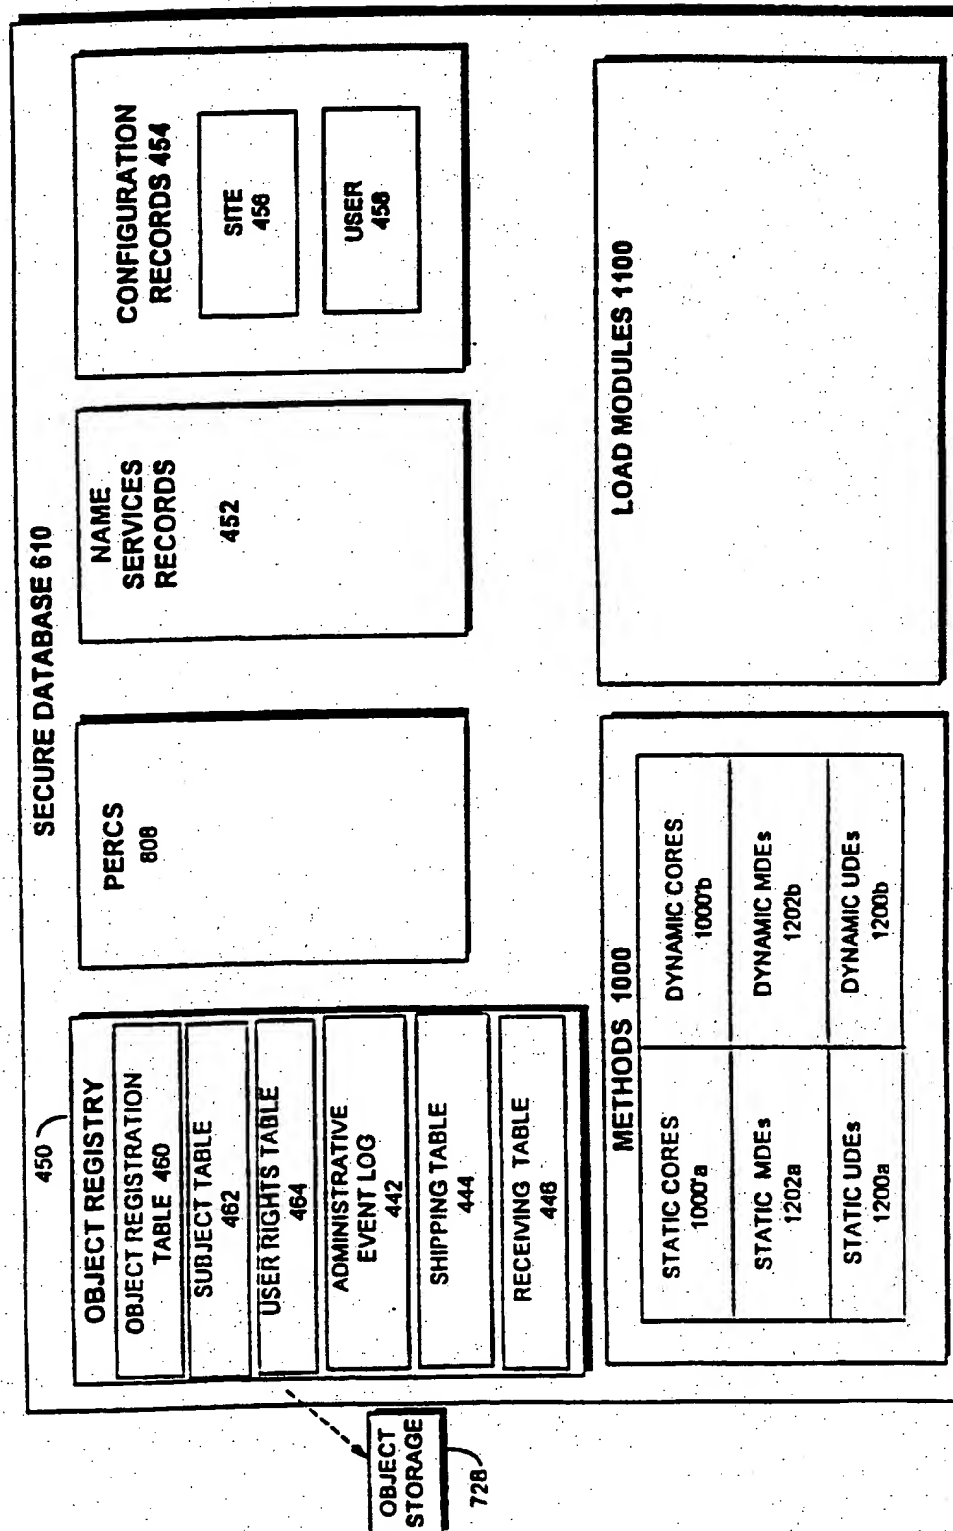 SECURE DATABASE 610
450
OBJECT REGISTRY
OBJECT REGISTRATION
TABLE 460
SUBJECT TABLE
462
USER RIGHTS TABLE
464
ADMINISTRATIVE
EVENT LOG
442
SHIPPING TABLE
444
RECEIVING TABLE
446
OBJECT
STORAGE
728
PERCS
808
NAME
SERVICES
RECORDS
452
CONFIGURATION
RECORDS 454
SITE
456
USER
458
METHODS 1000
STATIC CORES
1000'a
DYNAMIC CORES
1000'b
STATIC MDEs
1202a
DYNAMIC MDEs
1202b
STATIC UDEs
1200a
DYNAMIC UDEs
1200b
LOAD MODULES 1100